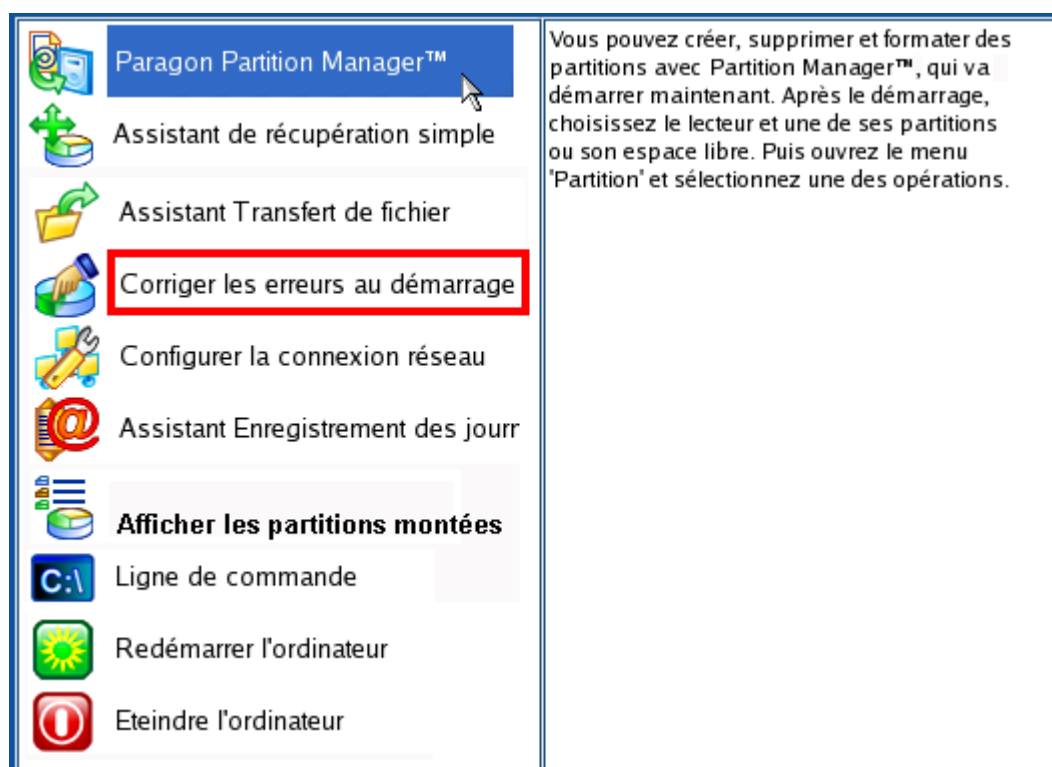 Paragon Partition Manager™
Assistant de récupération simple
Assistant Transfert de fichier
Corriger les erreurs au démarrage
Configurer la connexion réseau
Assistant Enregistrement des journ
Afficher les partitions montées
C:\
Ligne de commande
Redémarrer l'ordinateur
Eteindre l'ordinateur
Vous pouvez créer, supprimer et formater des
partitions avec Partition Manager™, qui va
démarrer maintenant. Après le démarrage,
choisissez le lecteur et une de ses partitions
ou son espace libre. Puis ouvrez le menu
'Partition' et sélectionnez une des opérations.